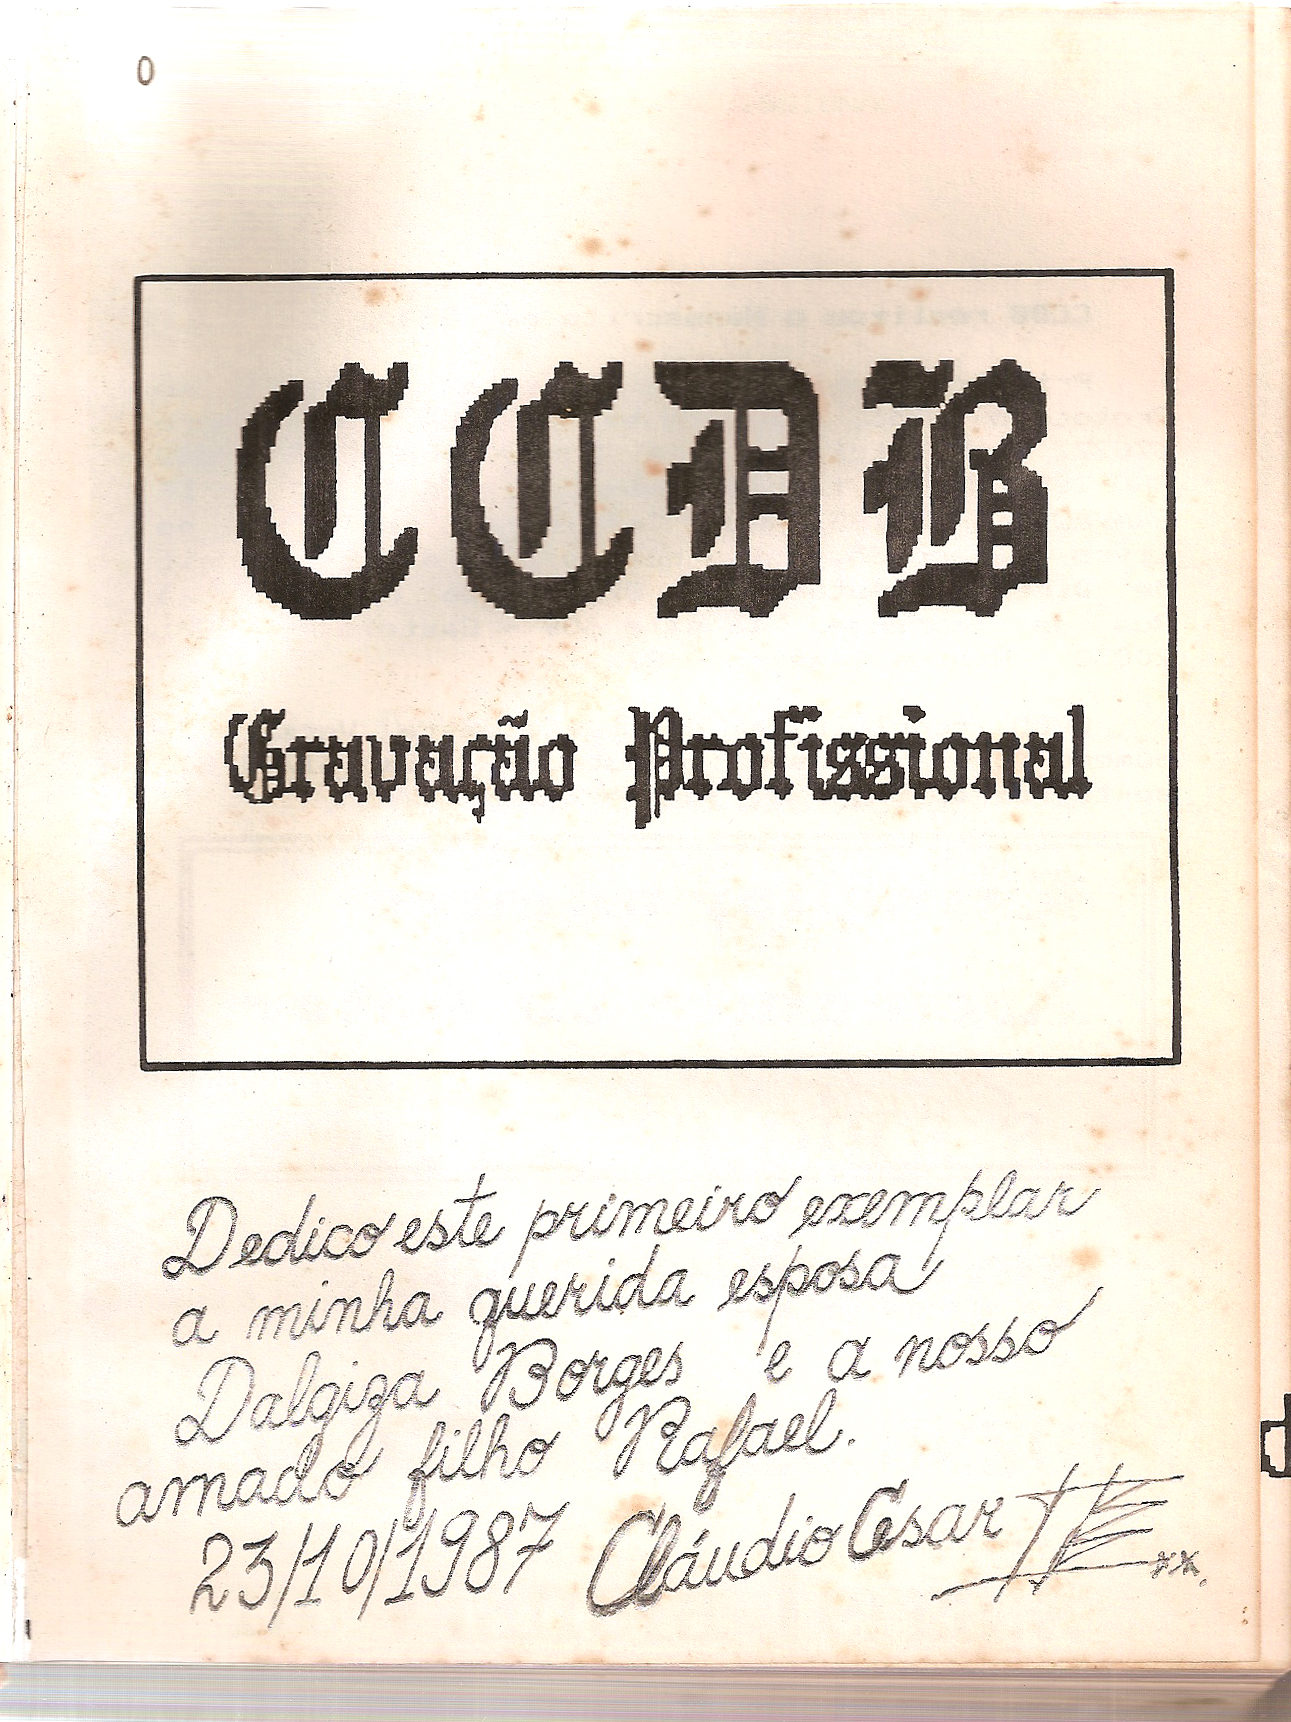 0
CCDB
Gravação Profissional
Dedico este primeiro exemplar
a minha querida esposa
Dalgiza Borges e a nosso
amado filho Rafael.
23/10/1987 Cláudio Cesar